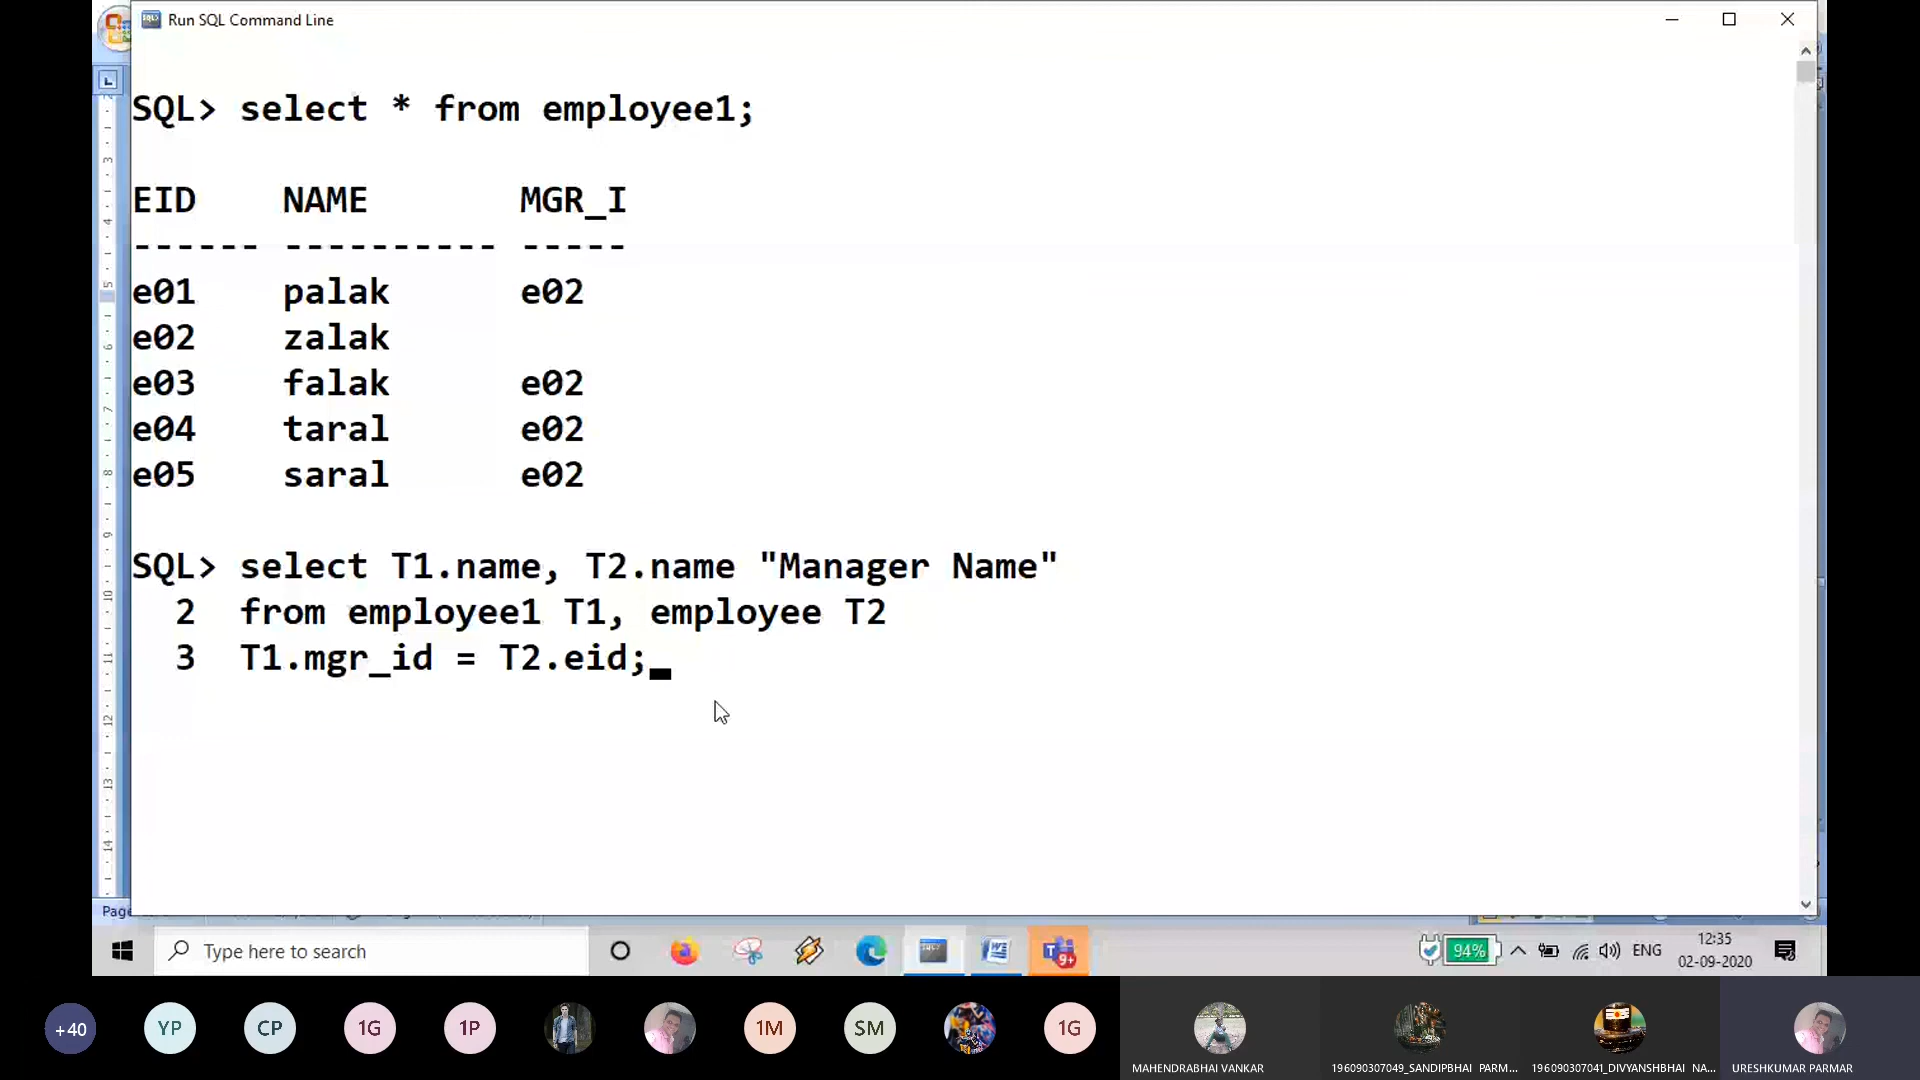 Run SQL Command Line
SQL> select * from employee1;
EID NAME MGR_I
------ ---------- -----
e01 palak e02
e02 zalak
e03 falak e02
e04 taral e02
e05 saral e02
SQL> select T1.name, T2.name "Manager Name"
2 from employee1 T1, employee T2
3 T1.mgr_id = T2.eid;
Page
Type here to search
94%
ENG
12:35
02-09-2020
9+
+40
YP
CP
1G
1P
1M
SM
1G
MAHENDRABHAI VANKAR
196090307049_SANDIPBHAI PARM...
196090307041_DIVYANSHBHAI NA...
URESHKUMAR PARMAR